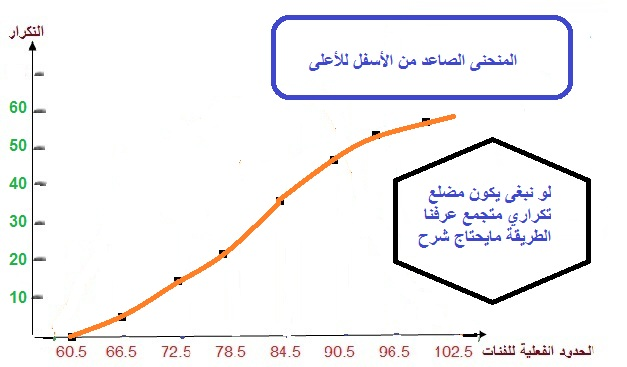 التكرار
المنحنى الصاعد من الأسفل للأعلى
60
50
40
30
20
10
لو نبغى يكون مضلع
تكراري متجمع عرفنا
الطريقة مايحتاج شرح
60.5 66.5 72.5 78.5 84.5 90.5 96.5 102.5
الحدود الفعلية للفئات